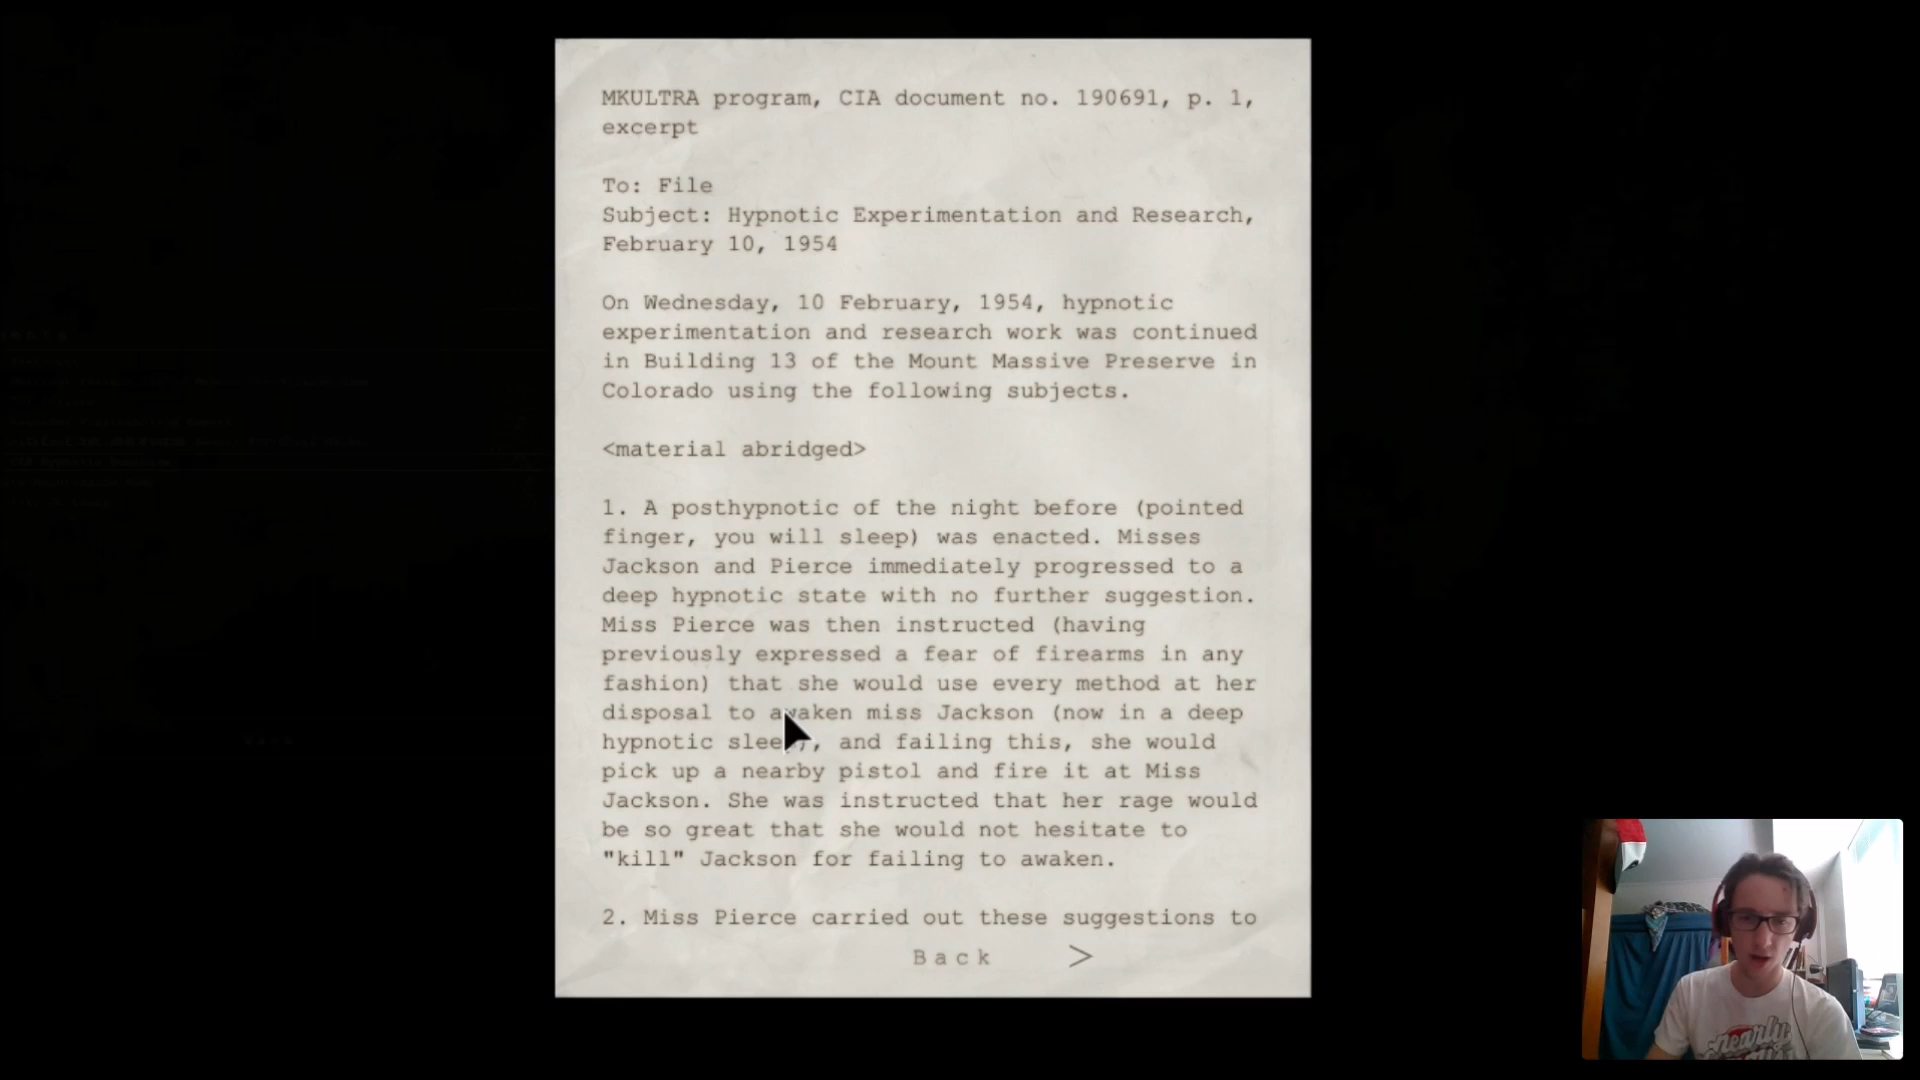 MKULTRA program, CIA document no. 190691, p. 1,
excerpt
To: File
Subject: Hypnotic Experimentation and Research,
February 10, 1954
On Wednesday, 10 February, 1954, hypnotic
experimentation and research work was continued
in Building 13 of the Mount Massive Preserve in
Colorado using the following subjects.
<material abridged>
1. A posthypnotic of the night before (pointed
finger, you will sleep) was enacted. Misses
Jackson and Pierce immediately progressed to a
deep hypnotic state with no further suggestion.
Miss Pierce was then instructed (having
previously expressed a fear of firearms in any
fashion) that she would use every method at her
disposal to awaken miss Jackson (now in a deep
hypnotic sleep), and failing this, she would
pick up a nearby pistol and fire it at Miss
Jackson. She was instructed that her rage would
be so great that she would not hesitate to
"kill" Jackson for failing to awaken.
2. Miss Pierce carried out these suggestions to
Back >
nearly